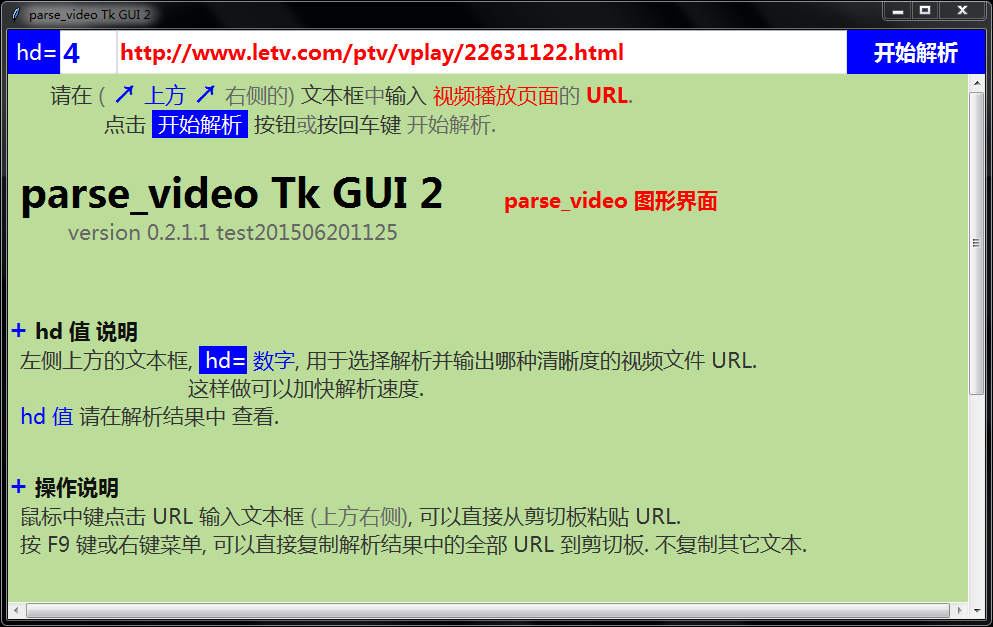 parse_video Tk GUI 2
hd= 4 http://www.letv.com/ptv/vplay/22631122.html 开始解析
请在 ( ↗ 上方 ↗ 右侧的) 文本框中输入 视频播放页面的 URL.
点击 开始解析 按钮或按回车键 开始解析.
parse_video Tk GUI 2 parse_video 图形界面
version 0.2.1.1 test201506201125
+ hd 值 说明
左侧上方的文本框, hd= 数字, 用于选择解析并输出哪种清晰度的视频文件 URL.
这样做可以加快解析速度.
hd 值 请在解析结果中 查看.
+ 操作说明
鼠标中键点击 URL 输入文本框 (上方右侧), 可以直接从剪切板粘贴 URL.
按 F9 键或右键菜单, 可以直接复制解析结果中的全部 URL 到剪切板. 不复制其它文本.